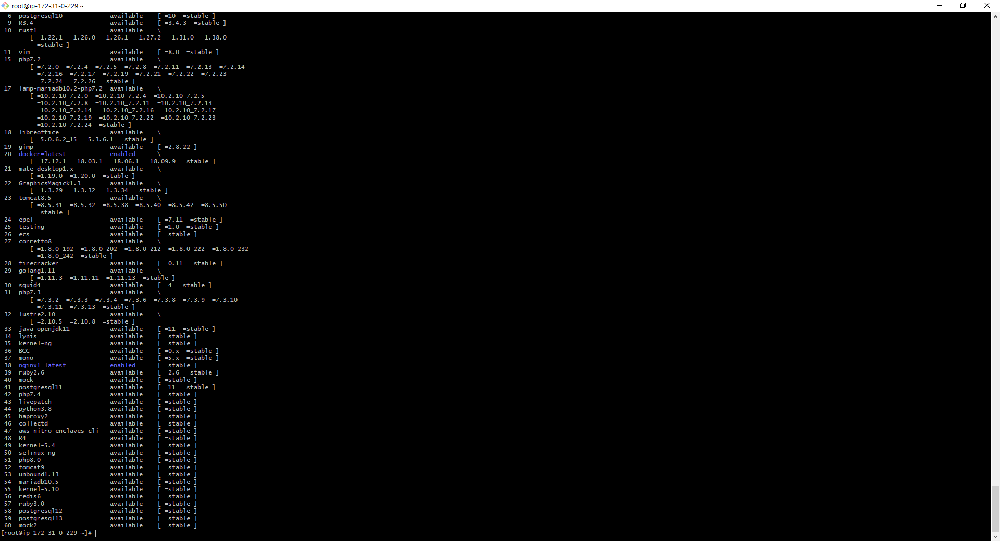 root@ip-172-31-0-229:~
6 postgresql10 available [ =10 =stable ]
9 R3.4 available [ =3.4.3 =stable ]
10 rust1 available \
[ =1.22.1 =1.26.0 =1.26.1 =1.27.2 =1.31.0 =1.38.0
=stable ]
11 vim available [ =8.0 =stable ]
15 php7.2 available \
[ =7.2.0 =7.2.4 =7.2.5 =7.2.8 =7.2.11 =7.2.13 =7.2.14
=7.2.16 =7.2.17 =7.2.19 =7.2.21 =7.2.22 =7.2.23
=7.2.24 =7.2.26 =stable ]
17 lamp-mariadb10.2-php7.2 available \
[ =10.2.10_7.2.0 =10.2.10_7.2.4 =10.2.10_7.2.5
=10.2.10_7.2.8 =10.2.10_7.2.11 =10.2.10_7.2.13
=10.2.10_7.2.14 =10.2.10_7.2.16 =10.2.10_7.2.17
=10.2.10_7.2.19 =10.2.10_7.2.22 =10.2.10_7.2.23
=10.2.10_7.2.24 =stable ]
18 libreoffice available \
[ =5.0.6.2_15 =5.3.6.1 =stable ]
19 gimp available [ =2.8.22 ]
20 docker=latest enabled \
[ =17.12.1 =18.03.1 =18.06.1 =18.09.9 =stable ]
21 mate-desktop1.x available \
[ =1.19.0 =1.20.0 =stable ]
22 GraphicsMagick1.3 available \
[ =1.3.29 =1.3.32 =1.3.34 =stable ]
23 tomcat8.5 available \
[ =8.5.31 =8.5.32 =8.5.38 =8.5.40 =8.5.42 =8.5.50
=stable ]
24 epel available [ =7.11 =stable ]
25 testing available [ =1.0 =stable ]
26 ecs available [ =stable ]
27 corretto8 available \
[ =1.8.0_192 =1.8.0_202 =1.8.0_212 =1.8.0_222 =1.8.0_232
=1.8.0_242 =stable ]
28 firecracker available [ =0.11 =stable ]
29 golang1.11 available \
[ =1.11.3 =1.11.11 =1.11.13 =stable ]
30 squid4 available [ =4 =stable ]
31 php7.3 available \
[ =7.3.2 =7.3.3 =7.3.4 =7.3.6 =7.3.8 =7.3.9 =7.3.10
=7.3.11 =7.3.13 =stable ]
32 lustre2.10 available \
[ =2.10.5 =2.10.8 =stable ]
33 java-openjdk11 available [ =11 =stable ]
34 lynis available [ =stable ]
35 kernel-ng available [ =stable ]
36 BCC available [ =0.x =stable ]
37 mono available [ =5.x =stable ]
38 nginx1=latest enabled [ =stable ]
39 ruby2.6 available [ =2.6 =stable ]
40 mock available [ =stable ]
41 postgresql11 available [ =11 =stable ]
42 php7.4 available [ =stable ]
43 livepatch available [ =stable ]
44 python3.8 available [ =stable ]
45 haproxy2 available [ =stable ]
46 collectd available [ =stable ]
47 aws-nitro-enclaves-cli available [ =stable ]
48 R4 available [ =stable ]
49 kernel-5.4 available [ =stable ]
50 selinux-ng available [ =stable ]
51 php8.0 available [ =stable ]
52 tomcat9 available [ =stable ]
53 unbound1.13 available [ =stable ]
54 mariadb10.5 available [ =stable ]
55 kernel-5.10 available [ =stable ]
56 redis6 available [ =stable ]
57 ruby3.0 available [ =stable ]
58 postgresql12 available [ =stable ]
59 postgresql13 available [ =stable ]
60 mock2 available [ =stable ]
[root@ip-172-31-0-229 ~]#